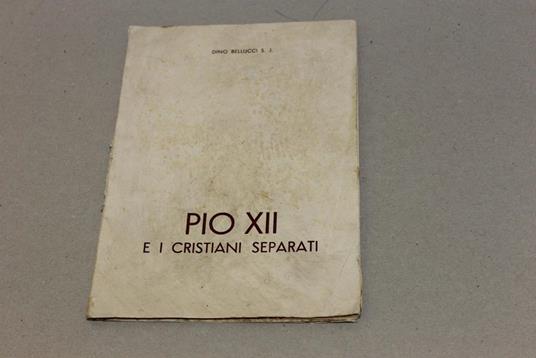 DINO BELLUCCI S. J.
PIO XII
E I CRISTIANI SEPARATI